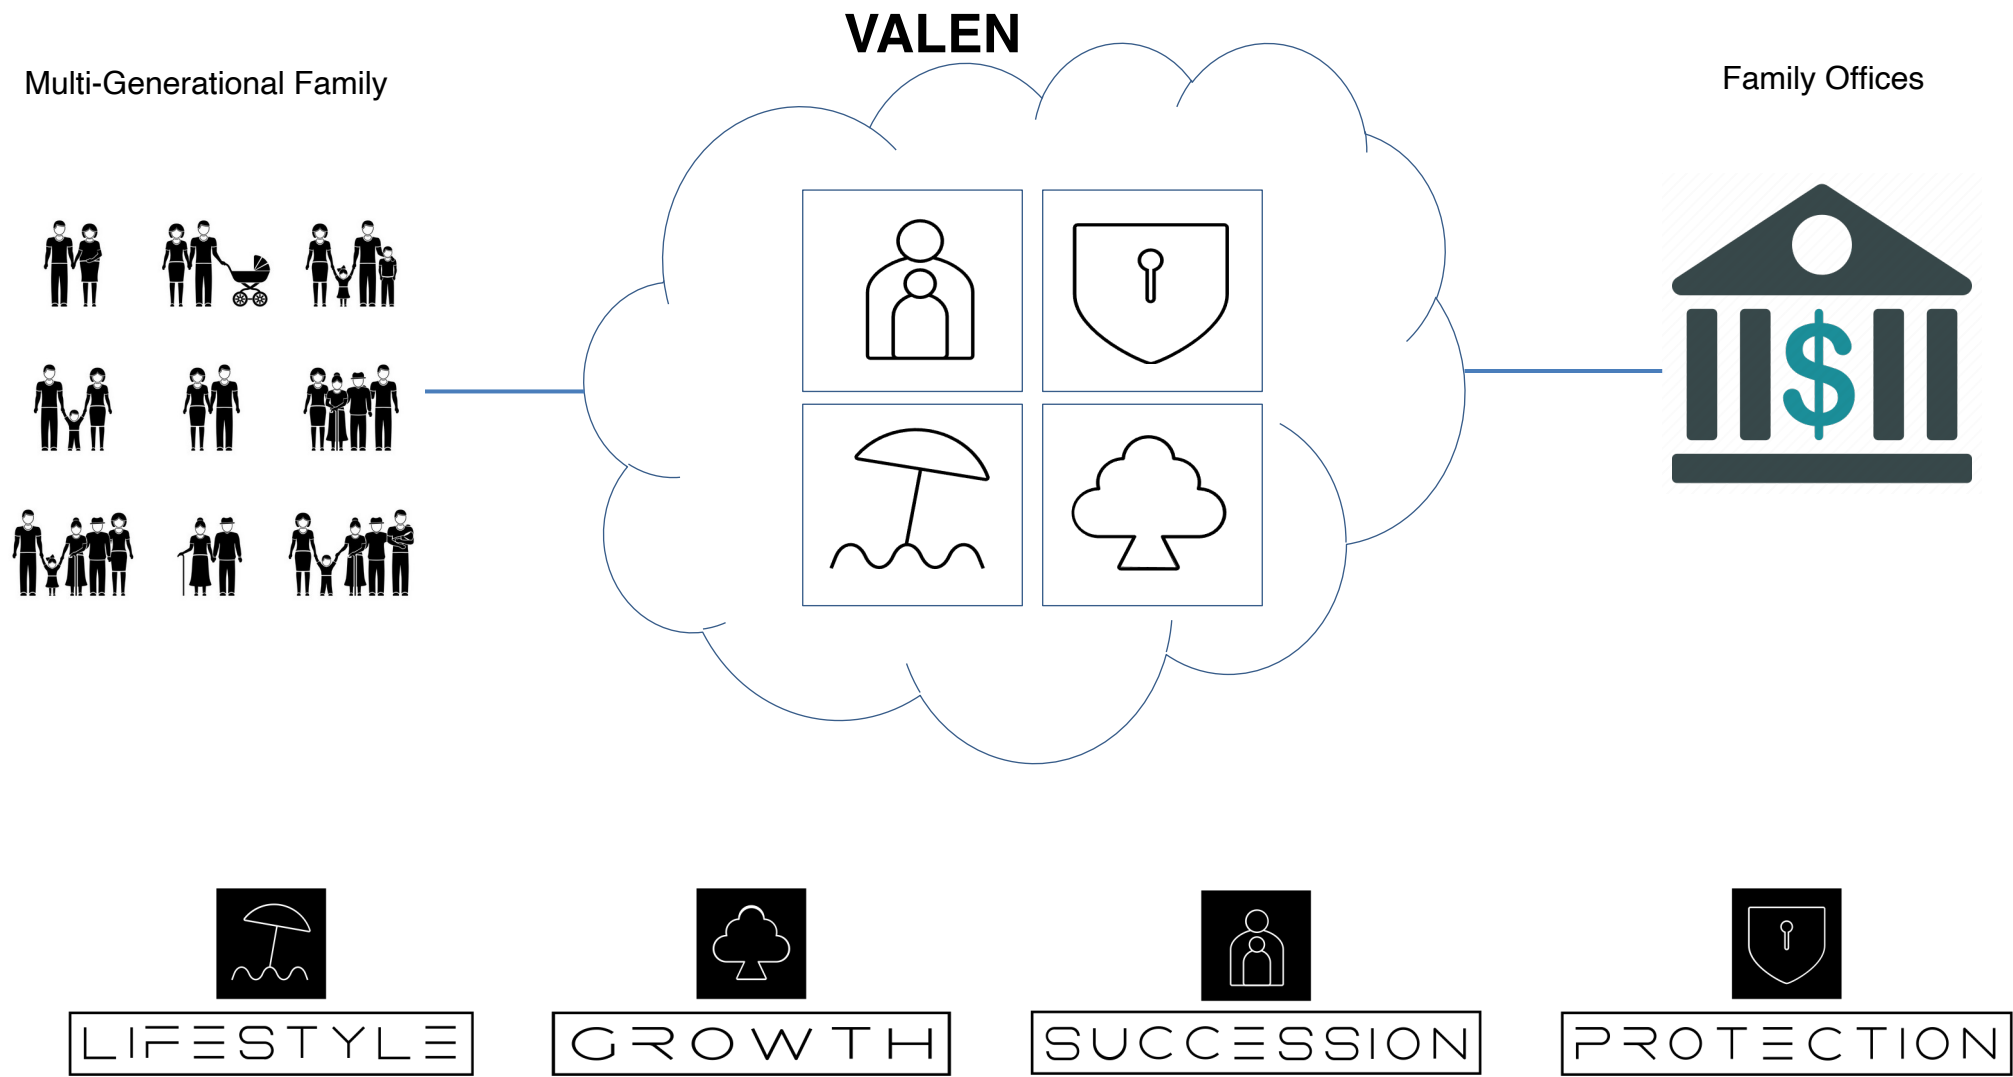 VALEN
Multi-Generational Family
Family Offices
$
LIFESTYLE
GROWTH
SUCCESSION
PROTECTION